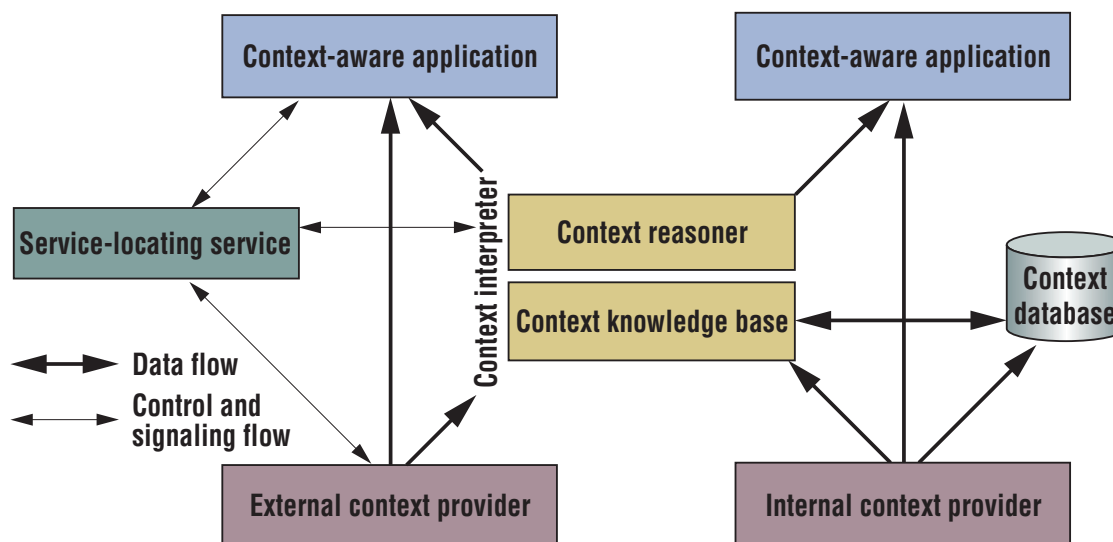 Context-aware application
Context-aware application
Service-locating service
Context interpreter
Context reasoner
Context knowledge base
Context
database
Data flow
Control and
signaling flow
External context provider
Internal context provider